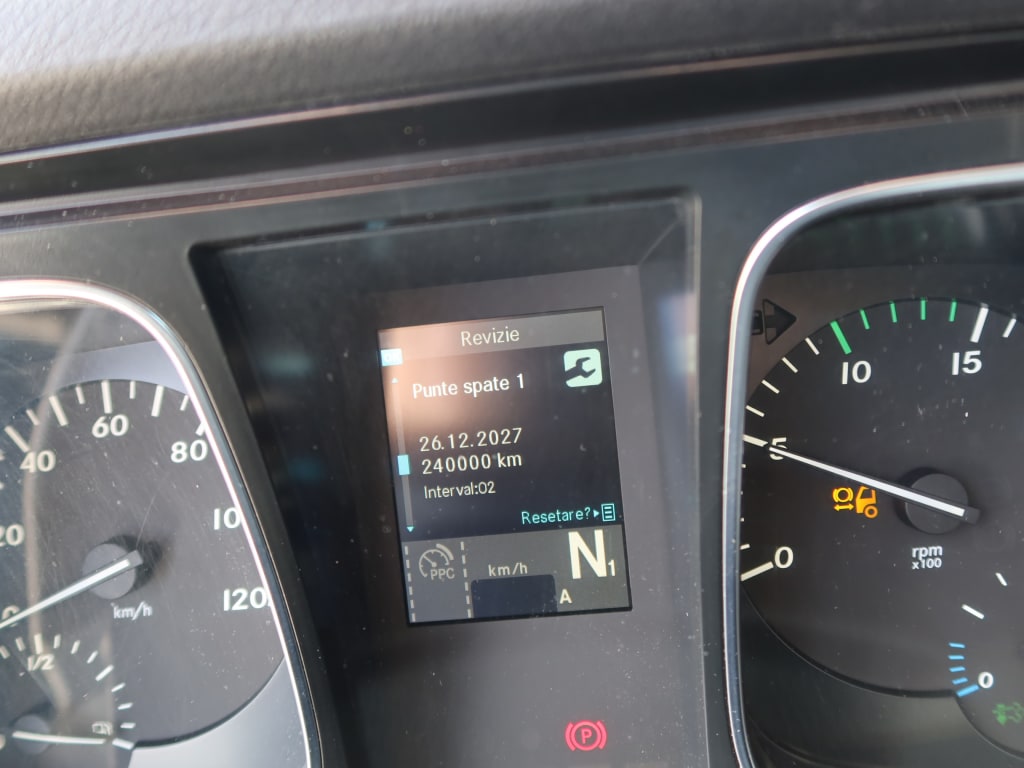 Revizie
Punte spate 1
26.12.2027
240000 km
Interval:02
Resetare?
PPC
km/h
N1
A
20
40
60
80
120
km/h
1/2
0
5
10
15
rpm
x100
0
P